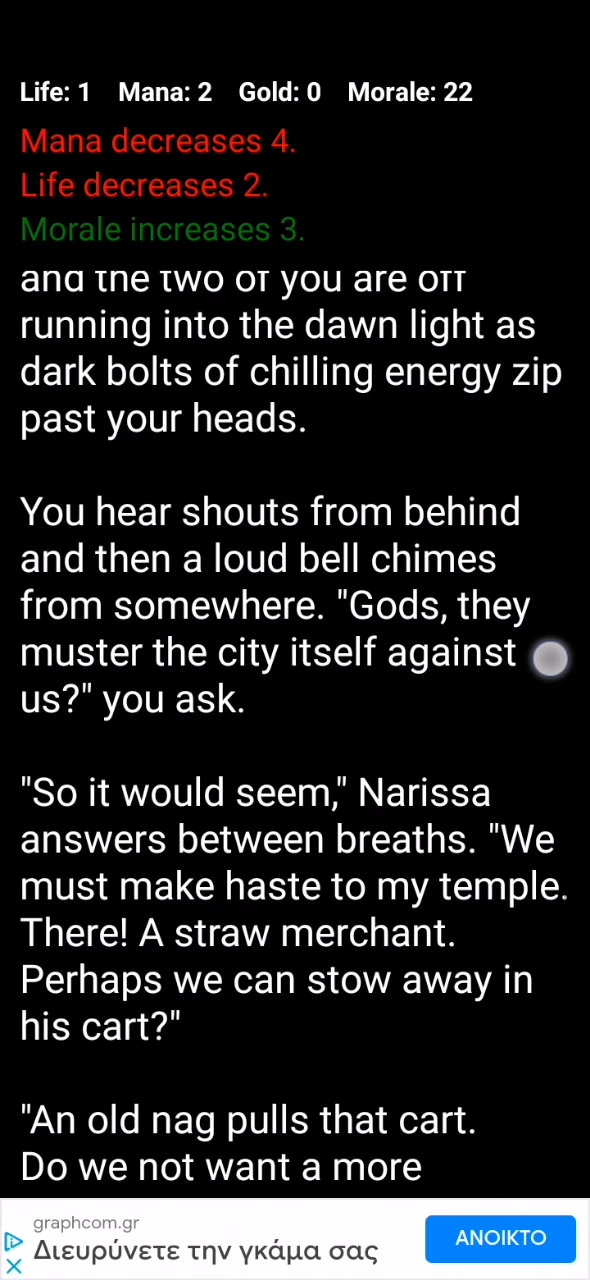 Life: 1 Mana: 2 Gold: 0 Morale: 22
Mana decreases 4.
Life decreases 2.
Morale increases 3.
and the two of you are off
running into the dawn light as
dark bolts of chilling energy zip
past your heads.
You hear shouts from behind
and then a loud bell chimes
from somewhere. "Gods, they
muster the city itself against
us?" you ask.
"So it would seem," Narissa
answers between breaths. "We
must make haste to my temple.
There! A straw merchant.
Perhaps we can stow away in
his cart?"
"An old nag pulls that cart.
Do we not want a more
graphcom.gr
Διευρύνετε την γκάμα σας
ΑΝΟΙΚΤΟ